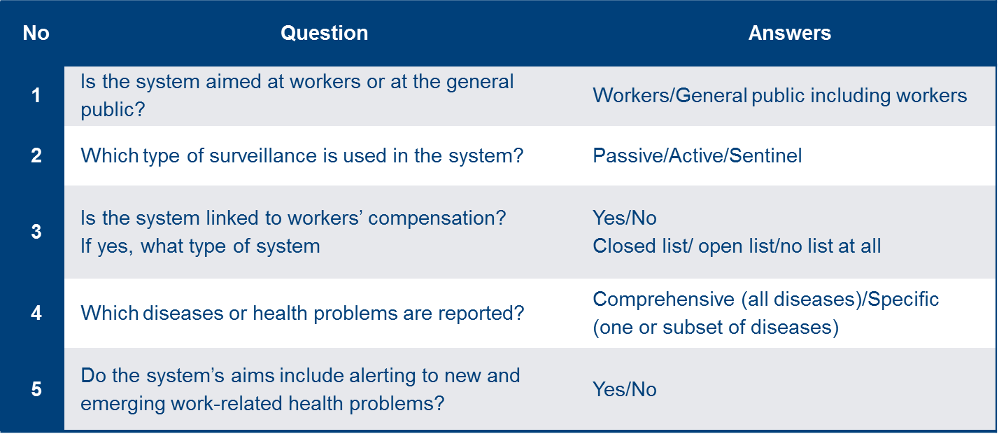 No Question Answers
1 Is the system aimed at workers or at the general
public? Workers/General public including workers
2 Which type of surveillance is used in the system? Passive/Active/Sentinel
3 Is the system linked to workers’ compensation? Yes/No
If yes, what type of system Closed list/ open list/no list at all
4 Which diseases or health problems are reported? Comprehensive (all diseases)/Specific
(one or subset of diseases)
5 Do the system’s aims include alerting to new and
emerging work-related health problems? Yes/No